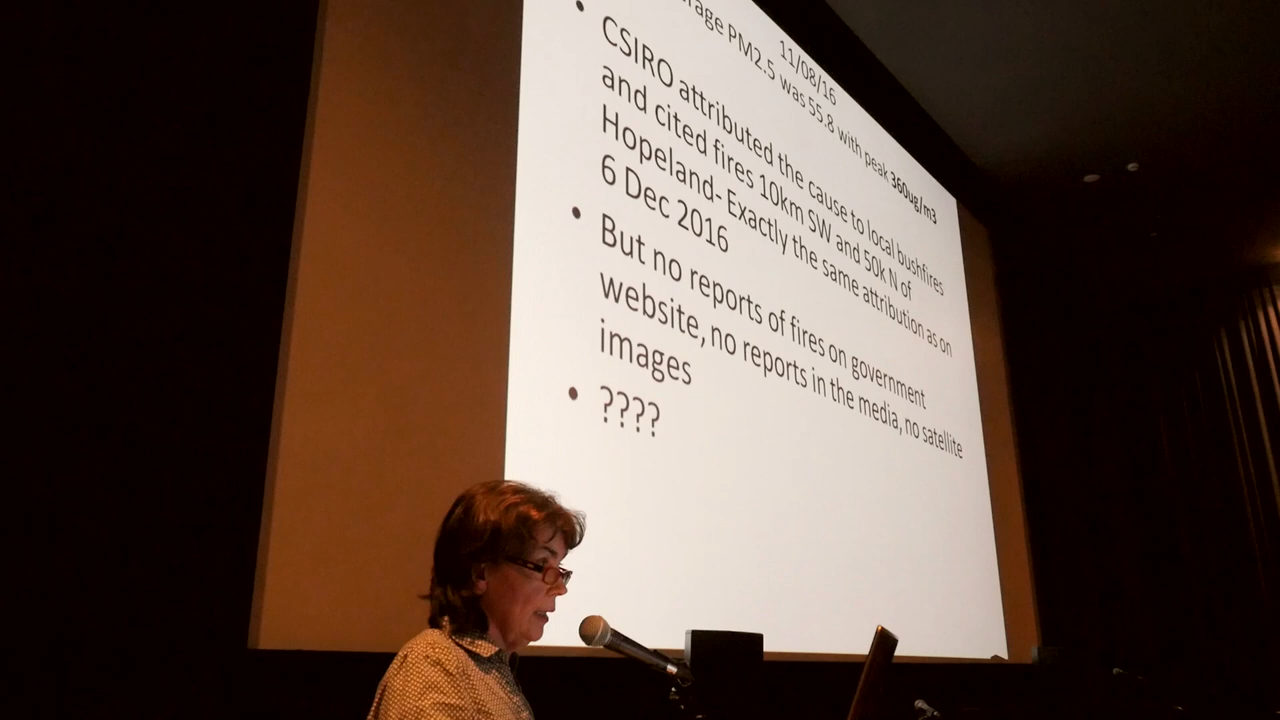 11/08/16
PM2.5 was 55.8 with peak 360ug/m3
• CSIRO attributed the cause to local bushfires
and cited fires 10km SW and 50k N of
Hopeland- Exactly the same attribution as on
6 Dec 2016
• But no reports of fires on government
website, no reports in the media, no satellite
images
• ????